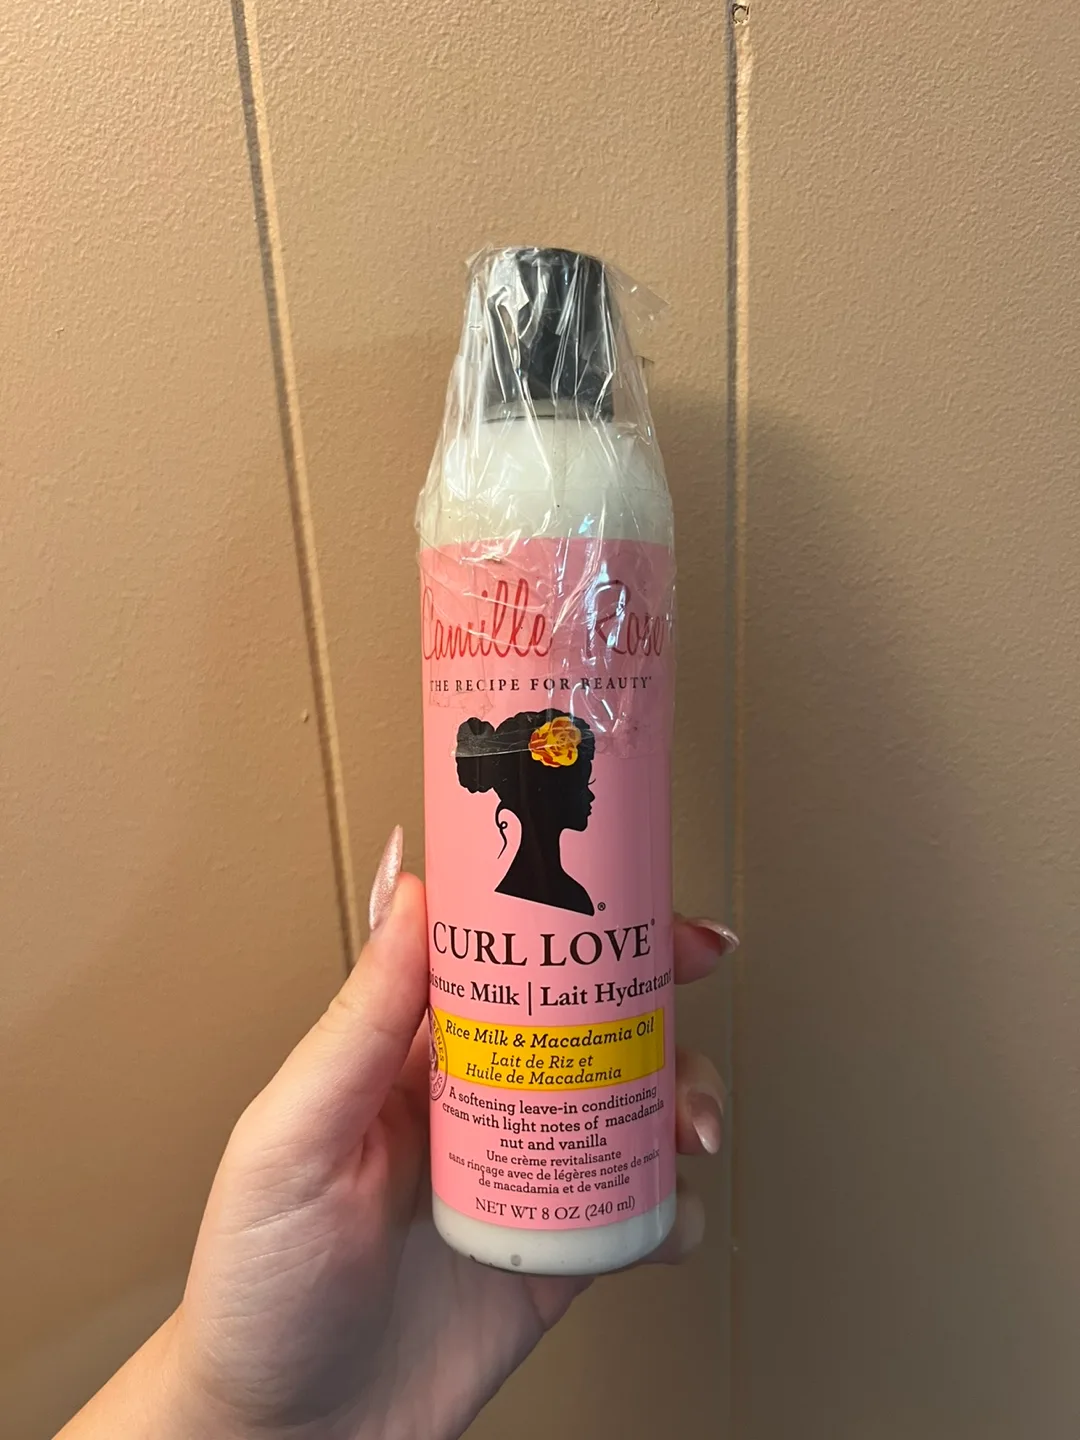 Camille Rose
THE RECIPE FOR BEAUTY®
®
CURL LOVE®
Milk | Lait Hydratant
Rice Milk & Macadamia Oil
Lait de Riz et
Huile de Macadamia
A softening leave-in conditioning
cream with light notes of macadamia
nut and vanilla
Une crème revitalisante
sans rinçage avec de légères notes de noix
de macadamia et de vanille
NET WT 8 OZ (240 ml)